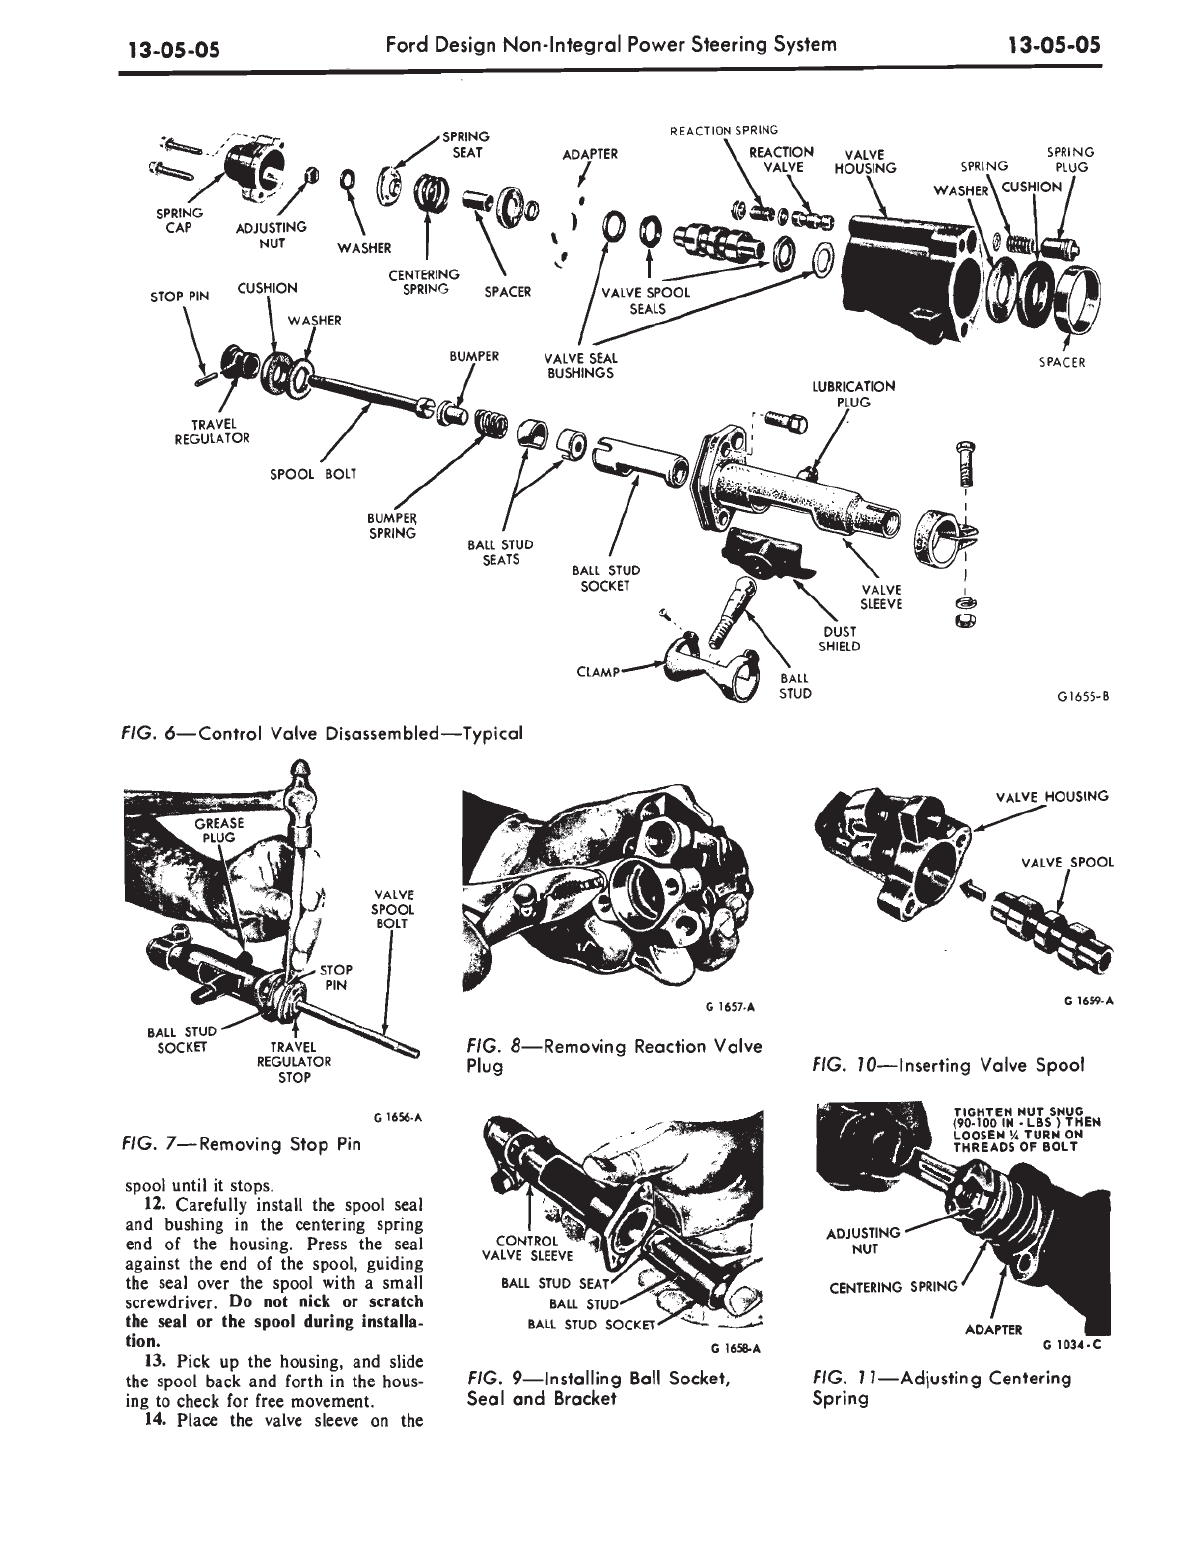 13-05-05
Ford Design Non-Integral Power Steering System
13-05-05
REACTION SPRING
SPRING
SEAT
ADAPTER
REACTION
VALVE
VALVE
HOUSING
SPRING
SPRING
PLUG
WASHER
CUSHION
SPRING
CAP
ADJUSTING
NUT
WASHER
CENTERING
SPRING
SPACER
VALVE SPOOL
SEALS
STOP PIN
CUSHION
WASHER
BUMPER
VALVE SEAL
BUSHINGS
SPACER
LUBRICATION
PLUG
TRAVEL
REGULATOR
SPOOL BOLT
BUMPER
SPRING
BALL STUD
SEATS
BALL STUD
SOCKET
VALVE
SLEEVE
DUST
SHIELD
CLAMP
BALL
STUD
G1655-B
FIG. 6—Control Valve Disassembled—Typical
GREASE
PLUG
VALVE
SPOOL
BOLT
STOP
PIN
BALL STUD
SOCKET
TRAVEL
REGULATOR
STOP
G 1656-A
FIG. 7—Removing Stop Pin
spool until it stops.
12. Carefully install the spool seal
and bushing in the centering spring
end of the housing. Press the seal
against the end of the spool, guiding
the seal over the spool with a small
screwdriver. Do not nick or scratch
the seal or the spool during installa-
tion.
13. Pick up the housing, and slide
the spool back and forth in the hous-
ing to check for free movement.
14. Place the valve sleeve on the
G 1657-A
FIG. 8—Removing Reaction Valve
Plug
CONTROL
VALVE SLEEVE
BALL STUD SEAT
BALL STUD
BALL STUD SOCKET
G 1658-A
FIG. 9—Installing Ball Socket,
Seal and Bracket
VALVE HOUSING
VALVE SPOOL
G 1659-A
FIG. 10—Inserting Valve Spool
TIGHTEN NUT SNUG
(90-100 IN - LBS ) THEN
LOOSEN ¼ TURN ON
THREADS OF BOLT
ADJUSTING
NUT
CENTERING SPRING
ADAPTER
G 1034-C
FIG. 11—Adjusting Centering
Spring